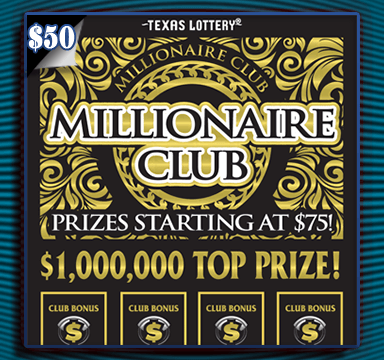 $50
TEXAS LOTTERY®
MILLIONAIRE CLUB
MILLIONAIRE
CLUB
PRIZES STARTING AT $75!
$1,000,000 TOP PRIZE!
CLUB BONUS CLUB BONUS CLUB BONUS CLUB BONUS
$ $ $ $